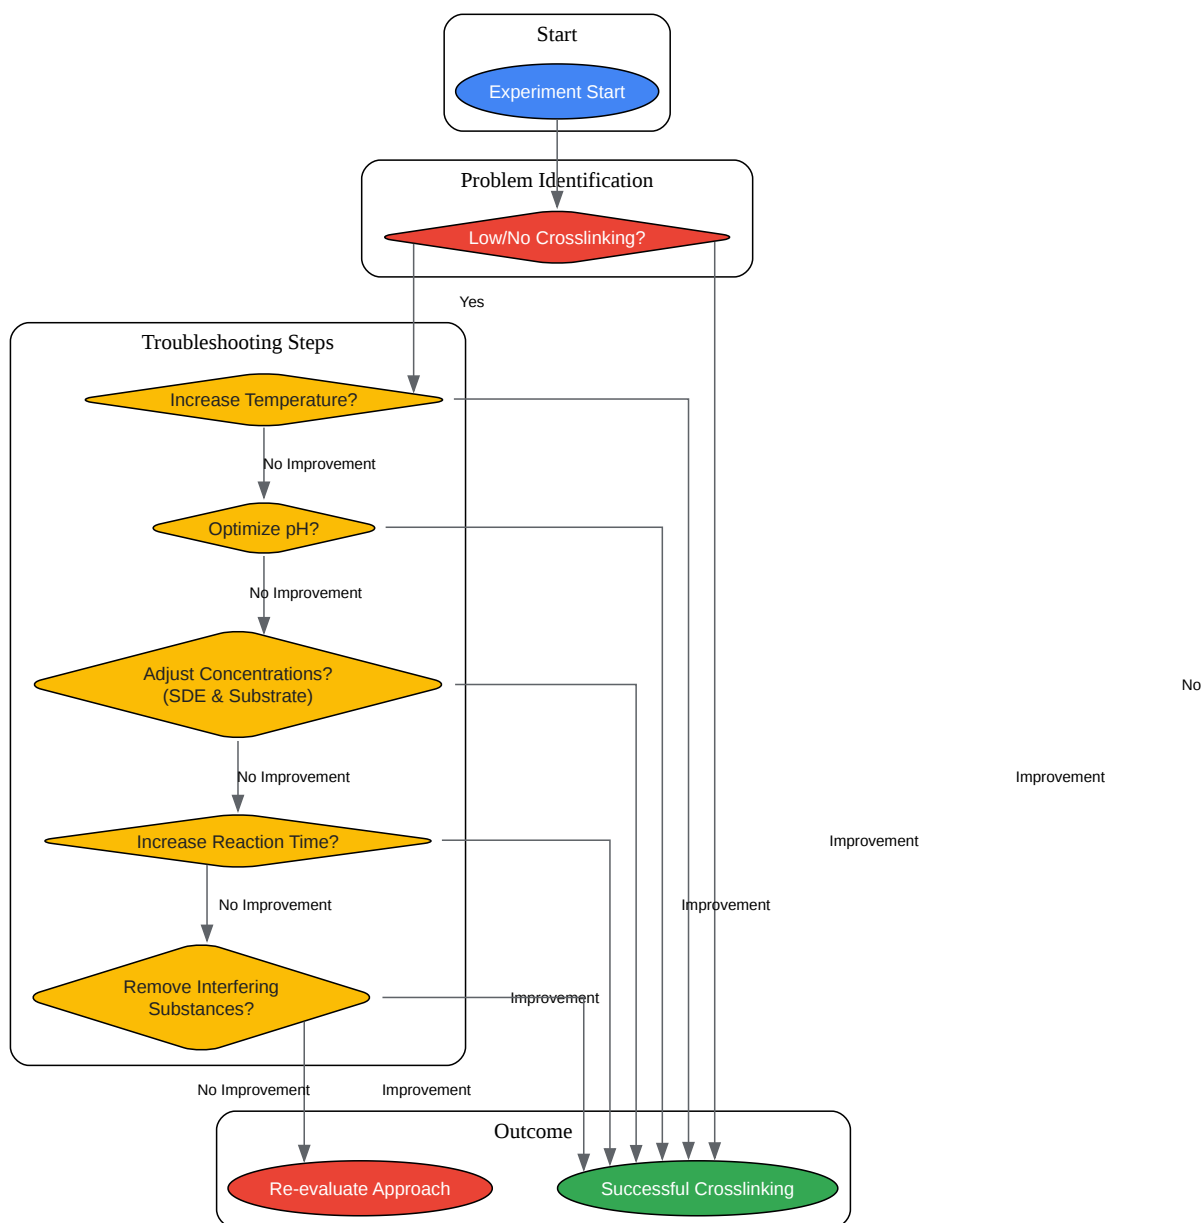 Start
Experiment Start
Problem Identification
Low/No Crosslinking?
Yes
Troubleshooting Steps
Increase Temperature?
No Improvement
Optimize pH?
No Improvement
Adjust Concentrations?
(SDE & Substrate)
No
No Improvement
Improvement
Increase Reaction Time?
Improvement
No Improvement
Improvement
Remove Interfering
Substances?
Improvement
No Improvement
Improvement
Outcome
Re-evaluate Approach
Successful Crosslinking